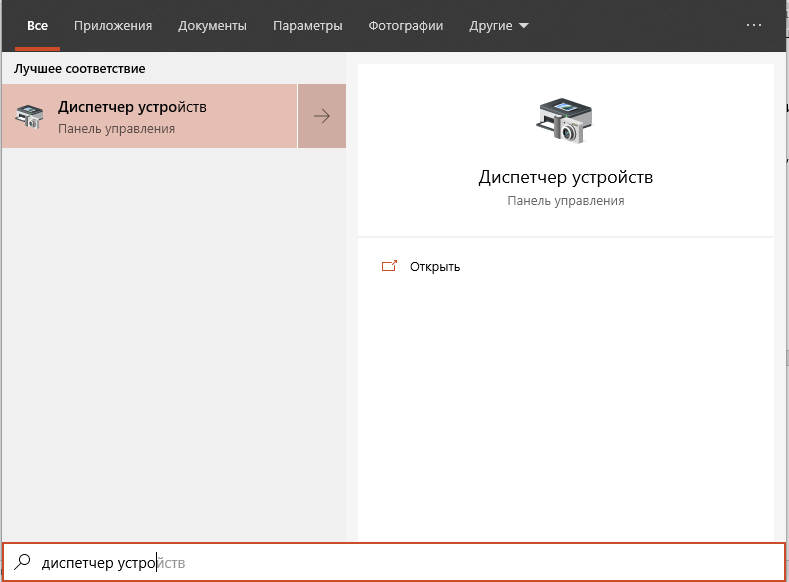 Все Приложения Документы Параметры Фотографии Другие ...
Лучшее соответствие
Диспетчер устройств
Панель управления
Диспетчер устройств
Панель управления
Открыть
диспетчер устройств